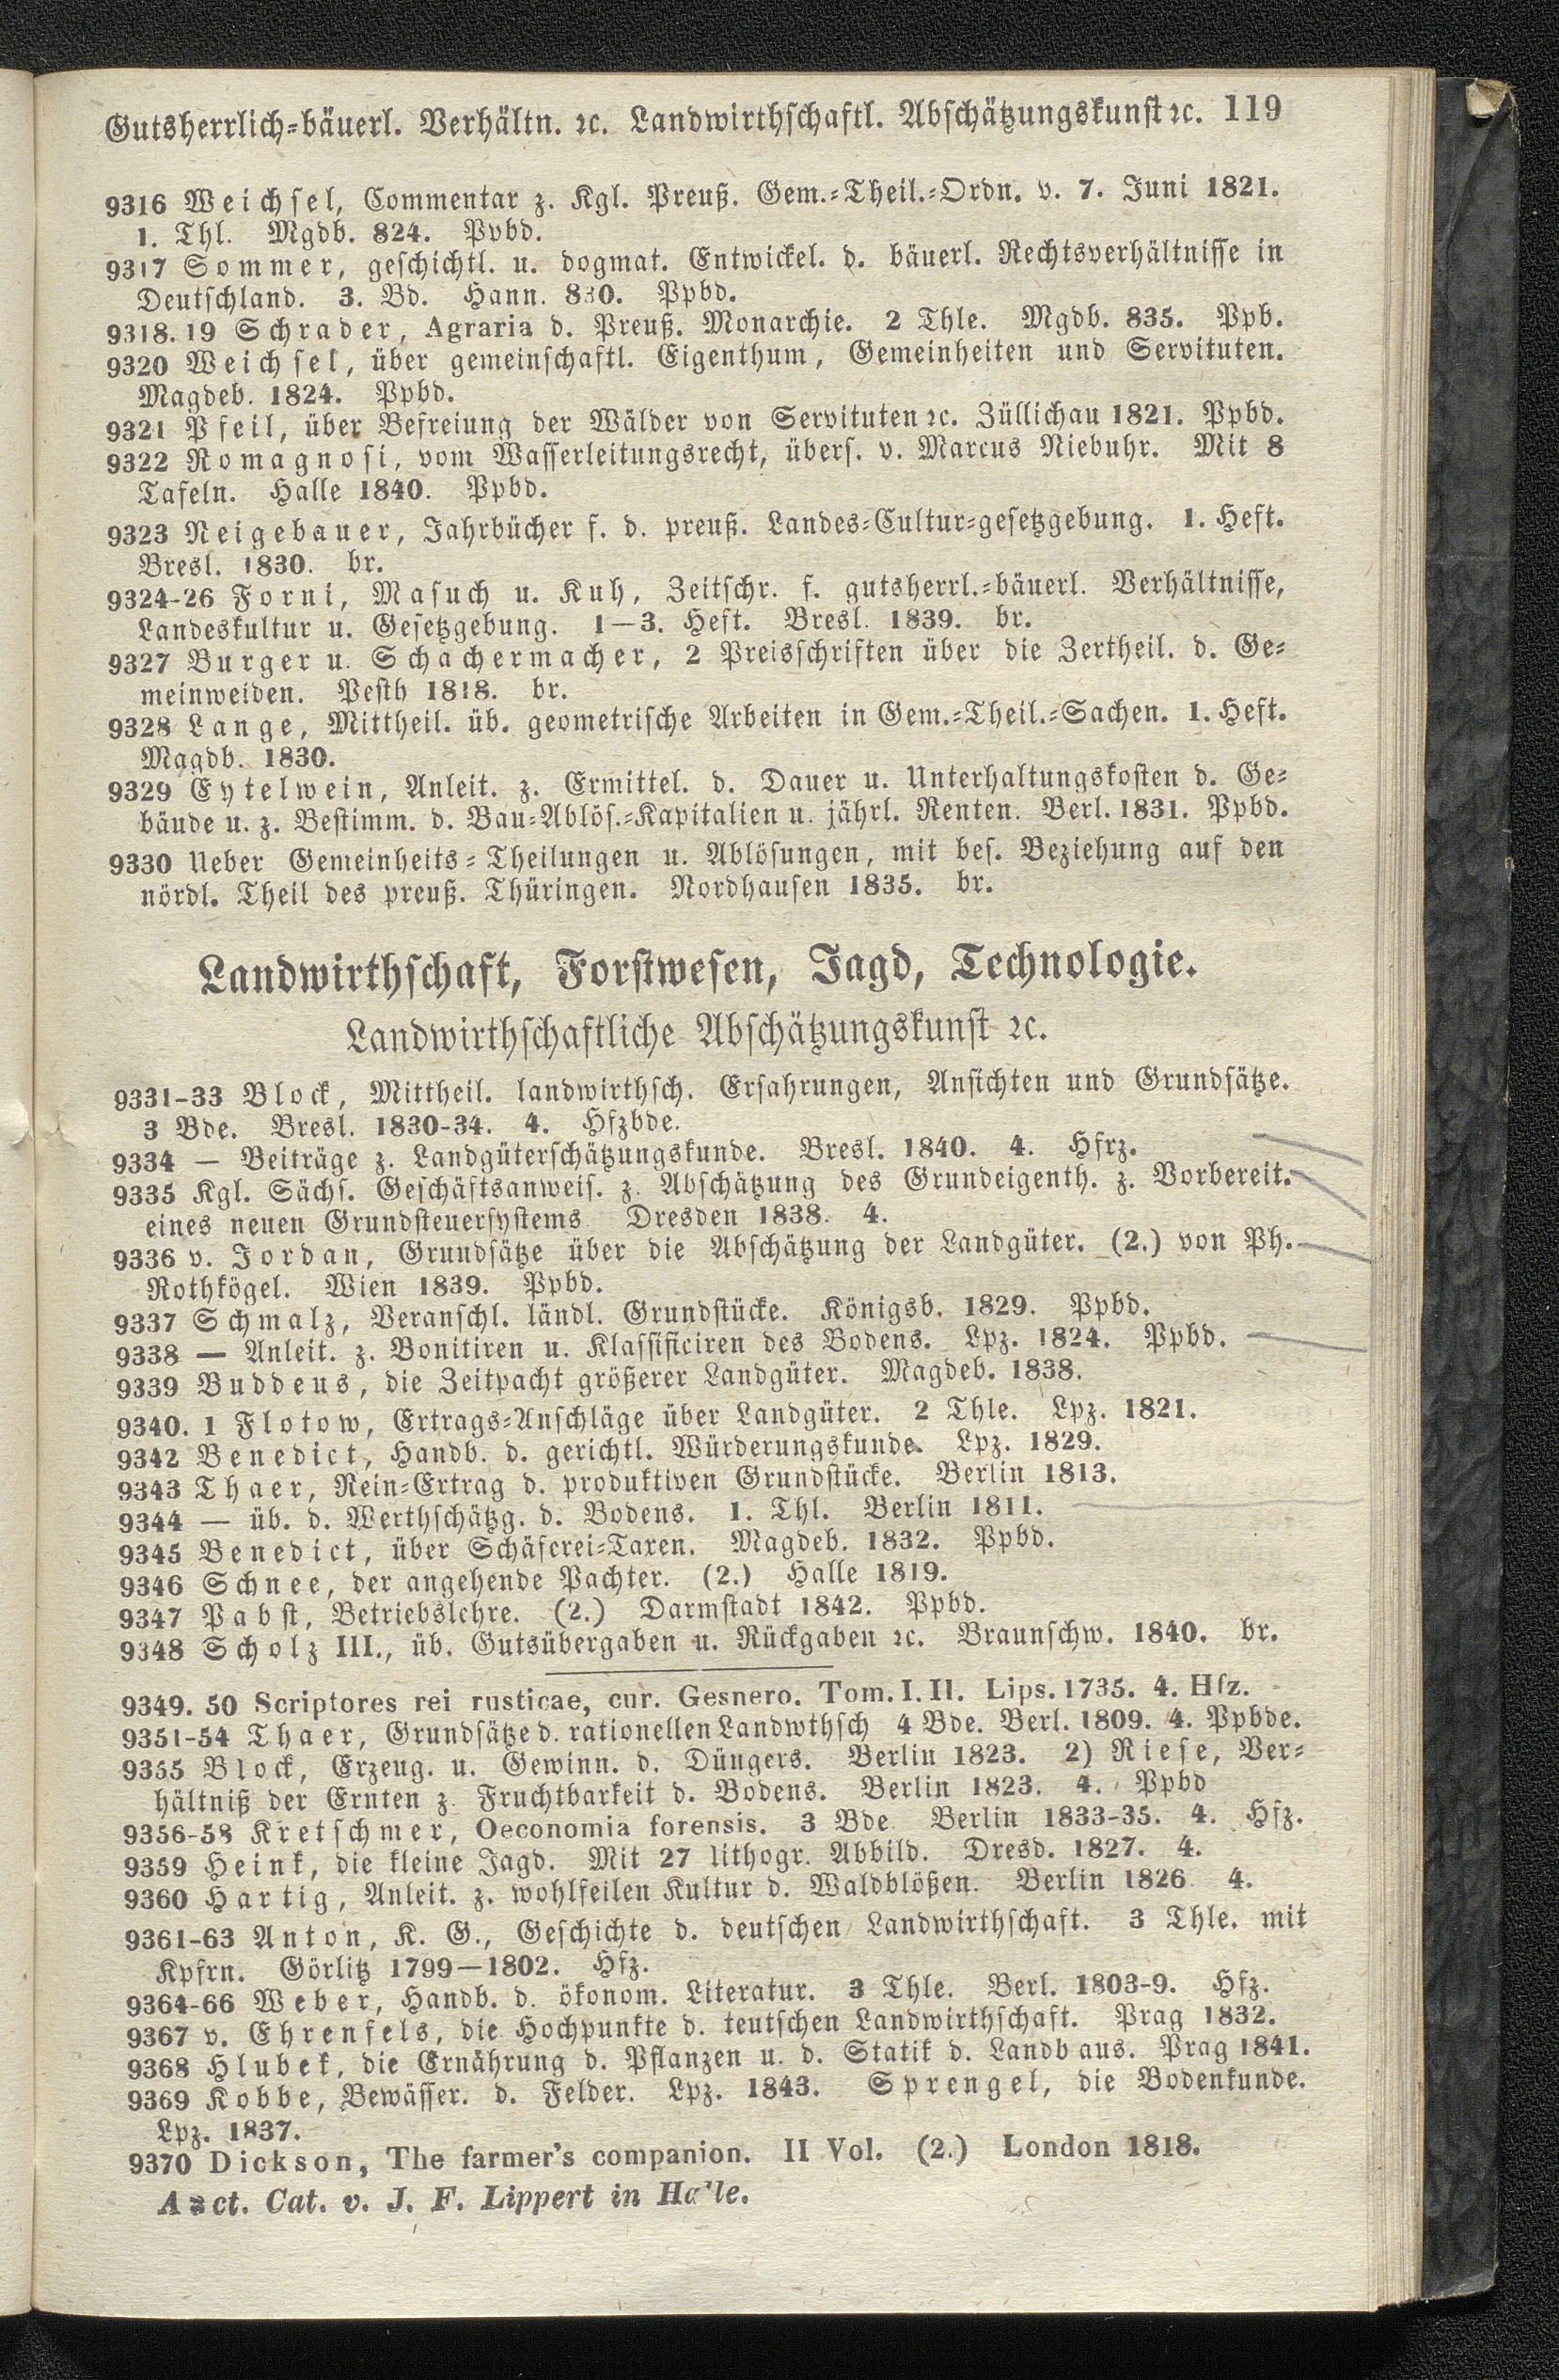 Gutsherrlich-bäuerl. Verhältn. ꝛc. Landwirthschaftl. Abschätzungskunst ꝛc. 119
9316 Weichsel, Commentar z. Kgl. Preuß. Gem.-Theil.-Ordn. v. 7. Juni 1821.
1. Thl. Mgdb. 824. Ppbd.
9317 Sommer, geschichtl. u. dogmat. Entwickel. d. bäuerl. Rechtsverhältnisse in
Deutschland. 3. Bd. Hann. 830. Ppbd.
9318. 19 Schrader, Agraria d. Preuß. Monarchie. 2 Thle. Mgdb. 835. Ppb.
9320 Weichsel, über gemeinschaftl. Eigenthum, Gemeinheiten und Servituten.
Magdeb. 1824. Ppbd.
9321 Pfeil, über Befreiung der Wälder von Servituten ꝛc. Züllichau 1821. Ppbd.
9322 Romagnosi, vom Wasserleitungsrecht, übers. v. Marcus Niebuhr. Mit 8
Tafeln. Halle 1840. Ppbd.
9323 Neigebauer, Jahrbücher f. d. preuß. Landes-Cultur-gesetzgebung. 1. Heft.
Bresl. 1830. br.
9324-26 Forni, Masuch u. Kuh, Zeitschr. f. gutsherrl.-bäuerl. Verhältnisse,
Landeskultur u. Gesetzgebung. 1—3. Heft. Bresl. 1839. br.
9327 Burger u. Schachermacher, 2 Preisschriften über die Zertheil. d. Ge-
meinweiden. Pesth 1818. br.
9328 Lange, Mittheil. üb. geometrische Arbeiten in Gem.-Theil.-Sachen. 1. Heft.
Magdb. 1830.
9329 Eytelwein, Anleit. z. Ermittel. d. Dauer u. Unterhaltungskosten d. Ge-
bäude u. z. Bestimm. d. Bau-Ablös.-Kapitalien u. jährl. Renten. Berl. 1831. Ppbd.
9330 Ueber Gemeinheits-Theilungen u. Ablösungen, mit bes. Beziehung auf den
nördl. Theil des preuß. Thüringen. Nordhausen 1835. br.
Landwirthschaft, Forstwesen, Jagd, Technologie.
Landwirthschaftliche Abschätzungskunst ꝛc.
9331-33 Block, Mittheil. landwirthsch. Erfahrungen, Ansichten und Grundsätze.
3 Bde. Bresl. 1830-34. 4. Hfzbde.
9334 — Beiträge z. Landgüterschätzungskunde. Bresl. 1840. 4. Hfrz.
9335 Kgl. Sächs. Geschäftsanweis. z. Abschätzung des Grundeigenth. z. Vorbereit.
eines neuen Grundsteuersystems Dresden 1838. 4.
9336 v. Jordan, Grundsätze über die Abschätzung der Landgüter. (2.) von Ph.
Rothkögel. Wien 1839. Ppbd.
9337 Schmalz, Veranschl. ländl. Grundstücke. Königsb. 1829. Ppbd.
9338 — Anleit. z. Bonitiren u. Klassificiren des Bodens. Lpz. 1824. Ppbd.
9339 Buddeus, die Zeitpacht größerer Landgüter. Magdeb. 1838.
9340. 1 Flotow, Ertrags-Anschläge über Landgüter. 2 Thle. Lpz. 1821.
9342 Benedict, Handb. d. gerichtl. Würderungskunde. Lpz. 1829.
9343 Thaer, Rein-Ertrag d. produktiven Grundstücke. Berlin 1813.
9344 — üb. d. Werthschätzg. d. Bodens. 1. Thl. Berlin 1811.
9345 Benedict, über Schäferei-Taxen. Magdeb. 1832. Ppbd.
9346 Schnee, der angehende Pachter. (2.) Halle 1819.
9347 Pabst, Betriebslehre. (2.) Darmstadt 1842. Ppbd.
9348 Scholz III., üb. Gutsübergaben u. Rückgaben ꝛc. Braunschw. 1840. br.
9349. 50 Scriptores rei rusticae, cur. Gesnero. Tom. I. II. Lips. 1735. 4. Hfz.
9351-54 Thaer, Grundsätze d. rationellen Landwthsch 4 Bde. Berl. 1809. 4. Ppbde.
9355 Block, Erzeug. u. Gewinn. d. Düngers. Berlin 1823. 2) Riese, Ver-
hältniß der Ernten z. Fruchtbarkeit d. Bodens. Berlin 1823. 4. Ppbd
9356-58 Kretschmer, Oeconomia forensis. 3 Bde Berlin 1833-35. 4. Hfz.
9359 Heink, die kleine Jagd. Mit 27 lithogr. Abbild. Dresd. 1827. 4.
9360 Hartig, Anleit. z. wohlfeilen Kultur d. Waldblößen. Berlin 1826. 4.
9361-63 Anton, K. G., Geschichte d. deutschen Landwirthschaft. 3 Thle. mit
Kpfrn. Görlitz 1799—1802. Hfz.
9364-66 Weber, Handb. d. ökonom. Literatur. 3 Thle. Berl. 1803-9. Hfz.
9367 v. Ehrenfels, die Hochpunkte d. teutschen Landwirthschaft. Prag 1832.
9368 Hlubek, die Ernährung d. Pflanzen u. d. Statik d. Landbaus. Prag 1841.
9369 Kobbe, Bewässer. d. Felder. Lpz. 1843. Sprengel, die Bodenkunde.
Lpz. 1837.
9370 Dickson, The farmer's companion. II Vol. (2.) London 1818.
Auct. Cat. v. J. F. Lippert in Halle.